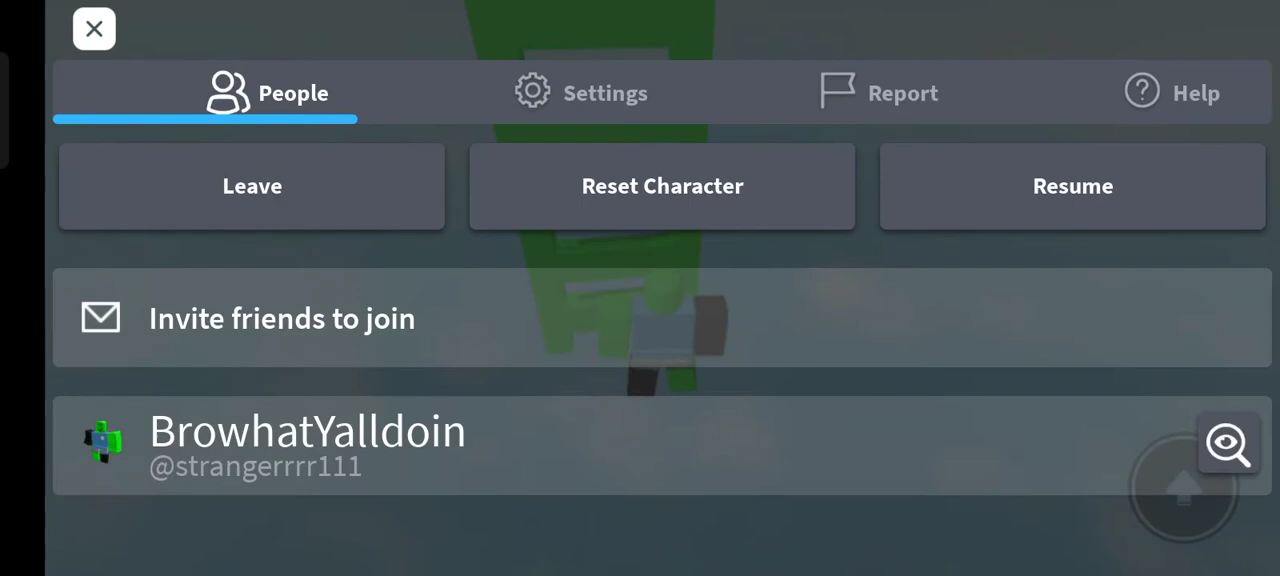 People
Settings
Report
Help
Leave
Reset Character
Resume
Invite friends to join
BrowhatYalldoin
@strangerrrr111